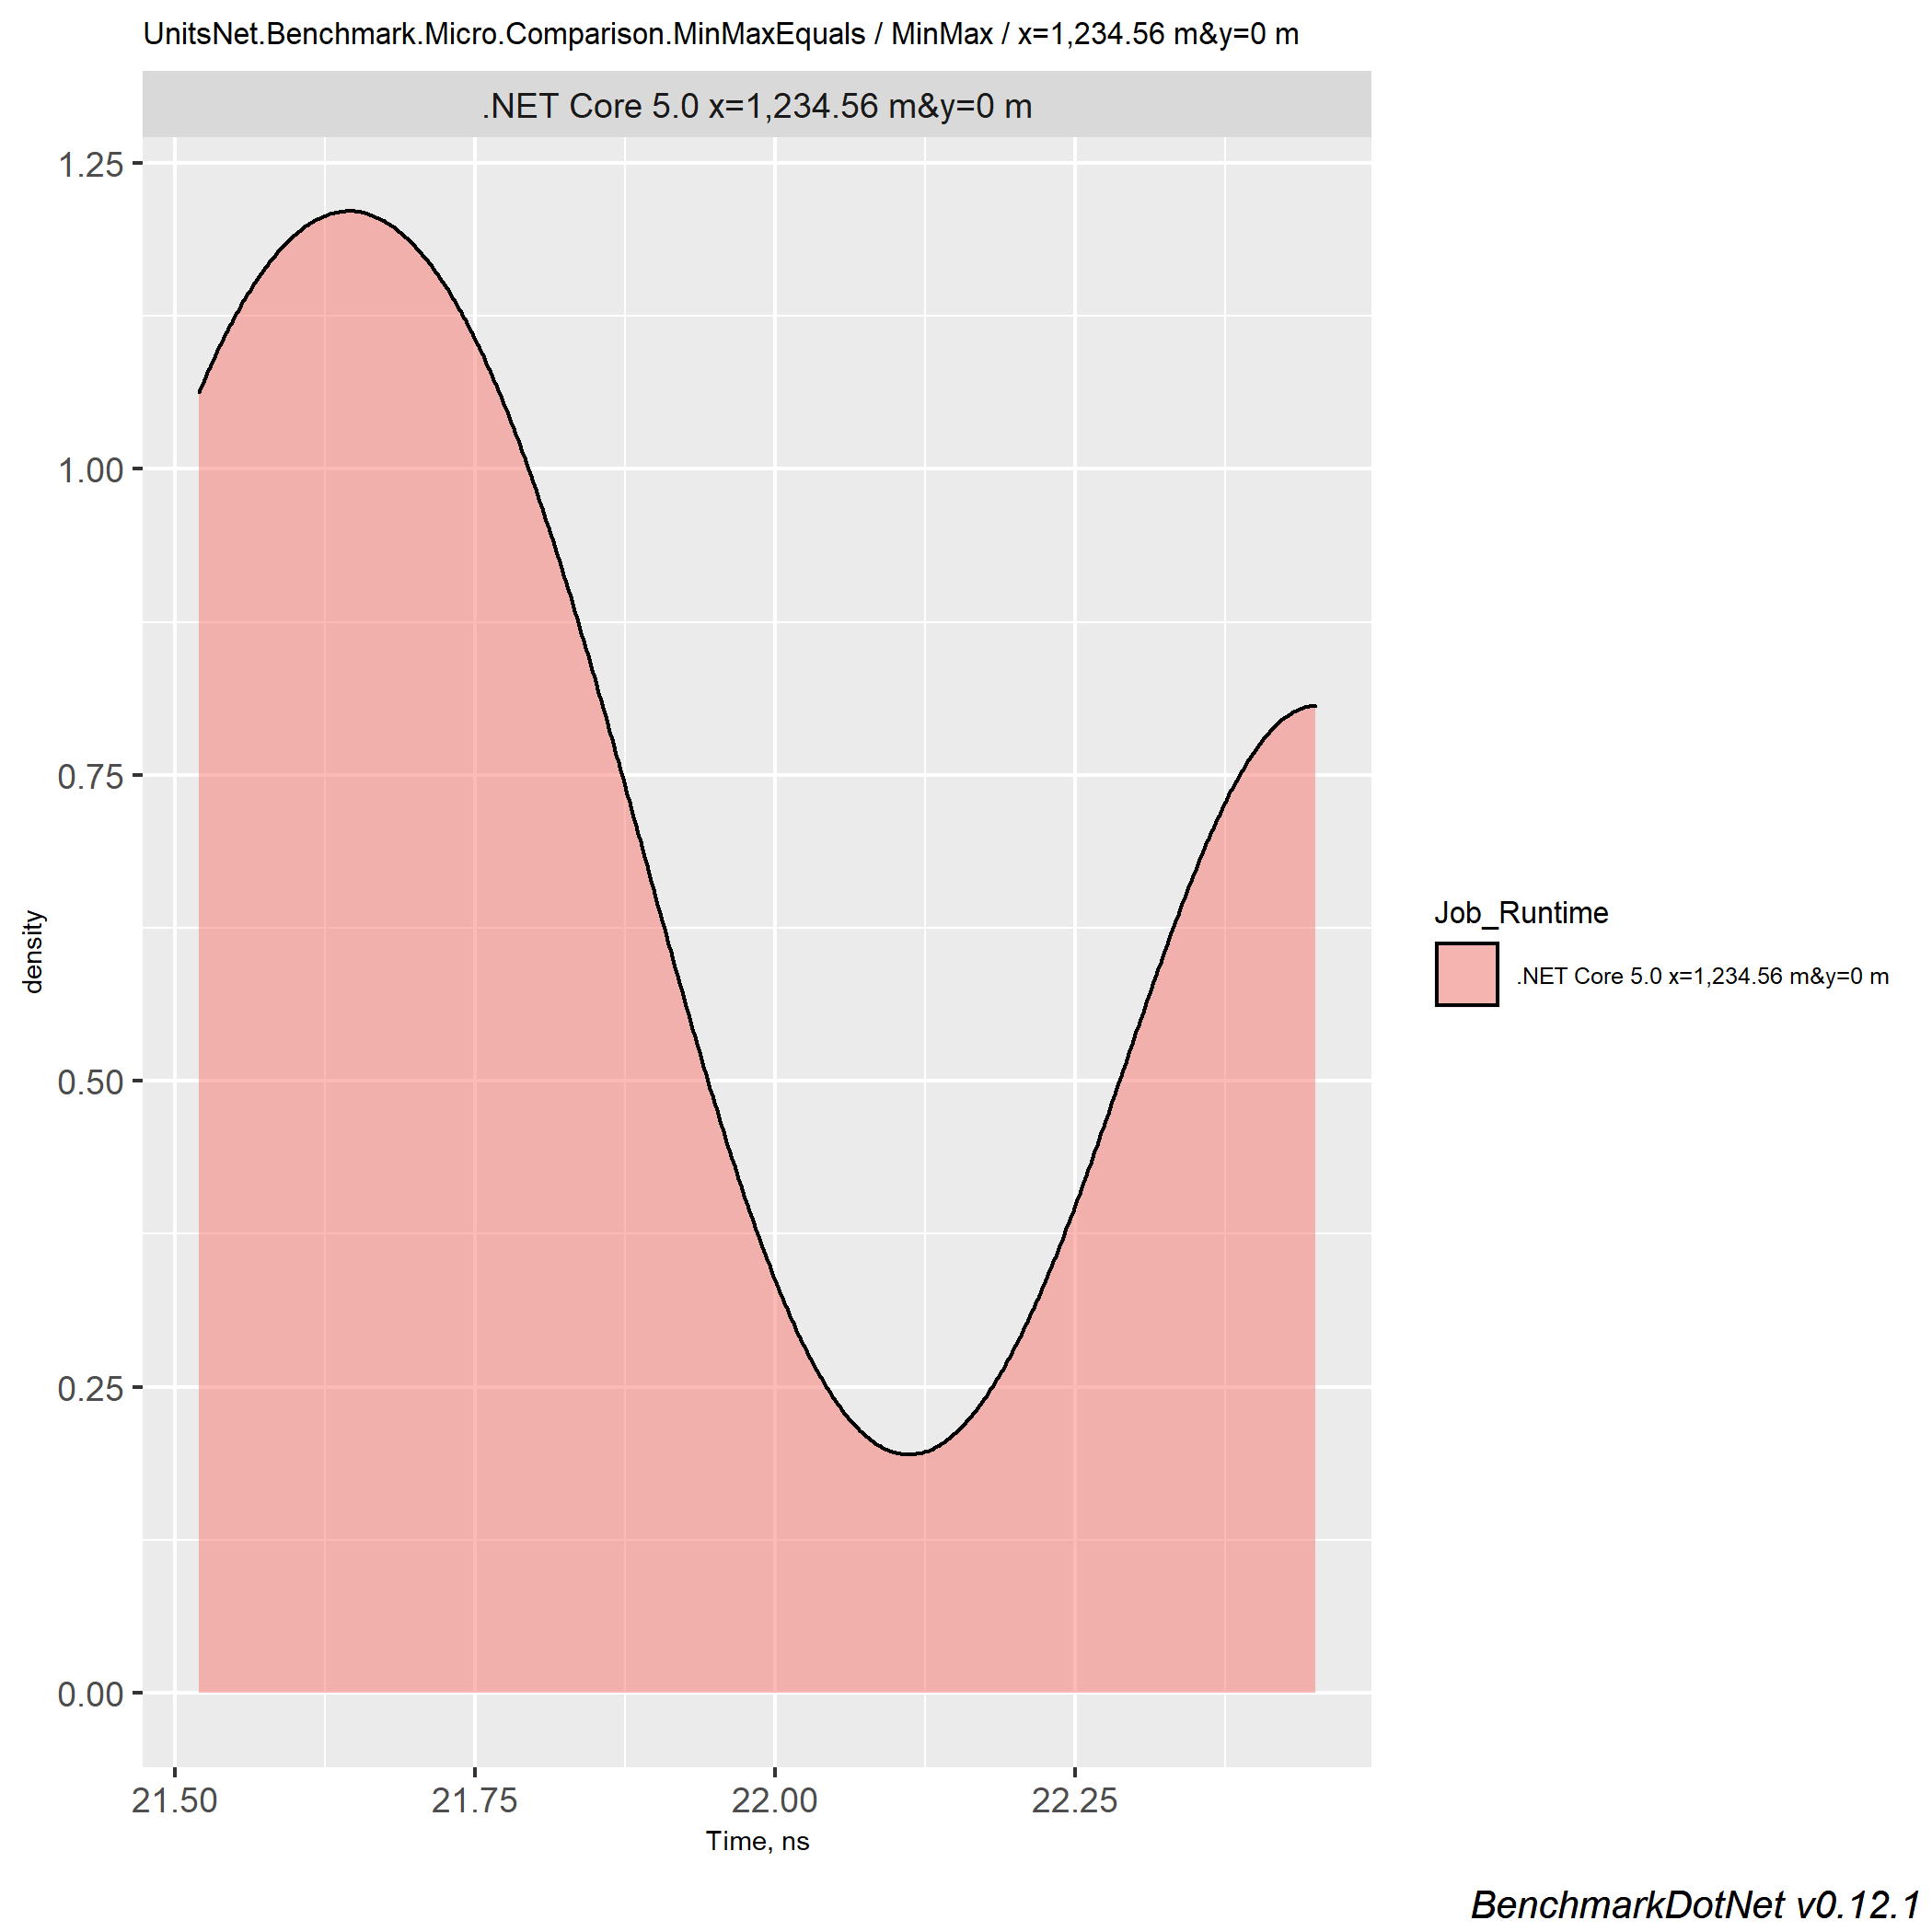 UnitsNet.Benchmark.Micro.Comparison.MinMaxEquals / MinMax / x=1,234.56 m&y=0 m
.NET Core 5.0 x=1,234.56 m&y=0 m
1.25
1.00
0.75
0.50
0.25
0.00
density
21.50 21.75 22.00 22.25
Time, ns
Job_Runtime
.NET Core 5.0 x=1,234.56 m&y=0 m
BenchmarkDotNet v0.12.1